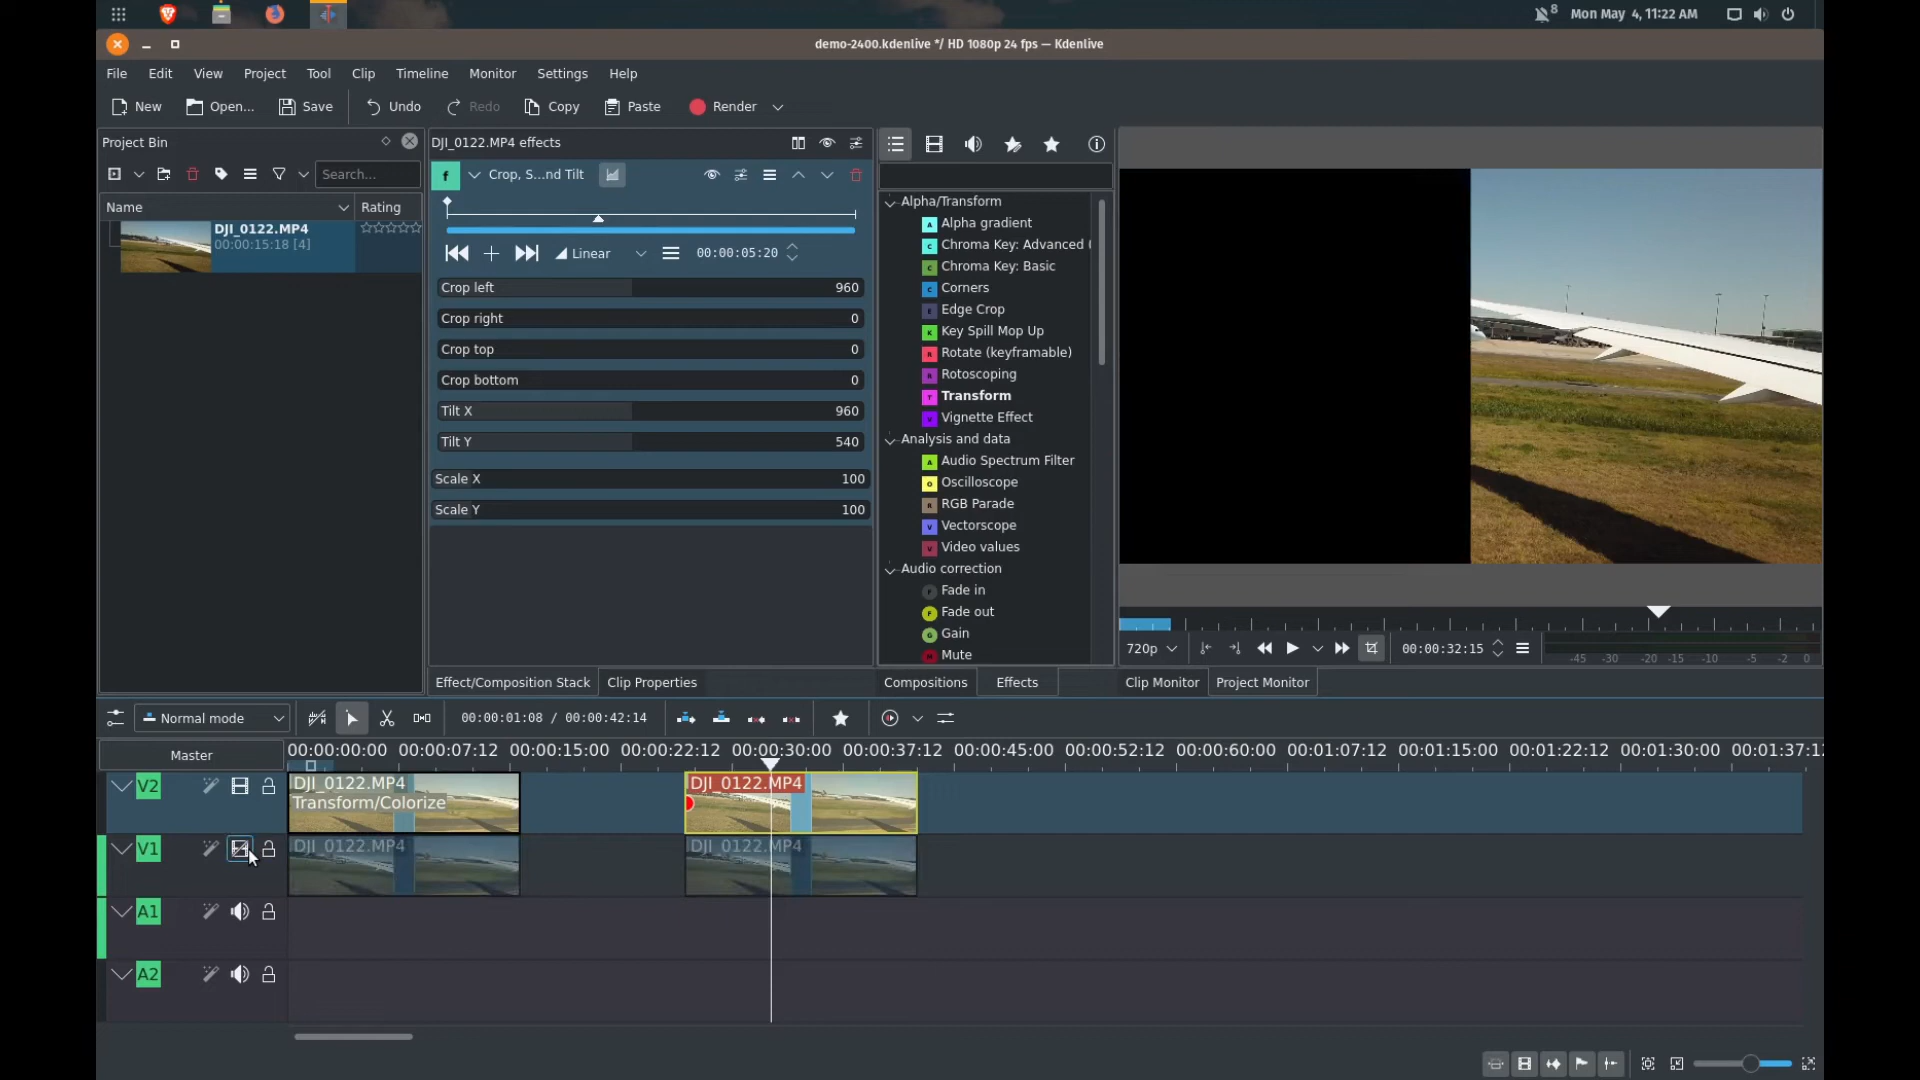 8 Mon May 4, 11:22 AM
demo-2400.kdenlive */ HD 1080p 24 fps — Kdenlive
File Edit View Project Tool Clip Timeline Monitor Settings Help
New Open... Save Undo Redo Copy Paste Render
Project Bin
Search...
Name Rating
DJI_0122.MP4
00:00:15:18 [4]
DJI_0122.MP4 effects
f Crop, S...nd Tilt
Linear 00:00:05:20
Crop left 960
Crop right 0
Crop top 0
Crop bottom 0
Tilt X 960
Tilt Y 540
Scale X 100
Scale Y 100
Effect/Composition Stack Clip Properties
Alpha/Transform
A Alpha gradient
C Chroma Key: Advanced (
C Chroma Key: Basic
C Corners
E Edge Crop
K Key Spill Mop Up
R Rotate (keyframable)
R Rotoscoping
T Transform
V Vignette Effect
Analysis and data
A Audio Spectrum Filter
O Oscilloscope
R RGB Parade
V Vectorscope
V Video values
Audio correction
F Fade in
F Fade out
G Gain
M Mute
Compositions Effects
720p 00:00:32:15
-45 -30 -20 -15 -10 -5 -2 0
Clip Monitor Project Monitor
Normal mode 00:00:01:08 / 00:00:42:14
Master
00:00:00:00 00:00:07:12 00:00:15:00 00:00:22:12 00:00:30:00 00:00:37:12 00:00:45:00 00:00:52:12 00:01:00:00 00:01:07:12 00:01:15:00 00:01:22:12 00:01:30:00 00:01:37:12
V2
DJI_0122.MP4
Transform/Colorize
DJI_0122.MP4
V1
DJI_0122.MP4
DJI_0122.MP4
A1
A2